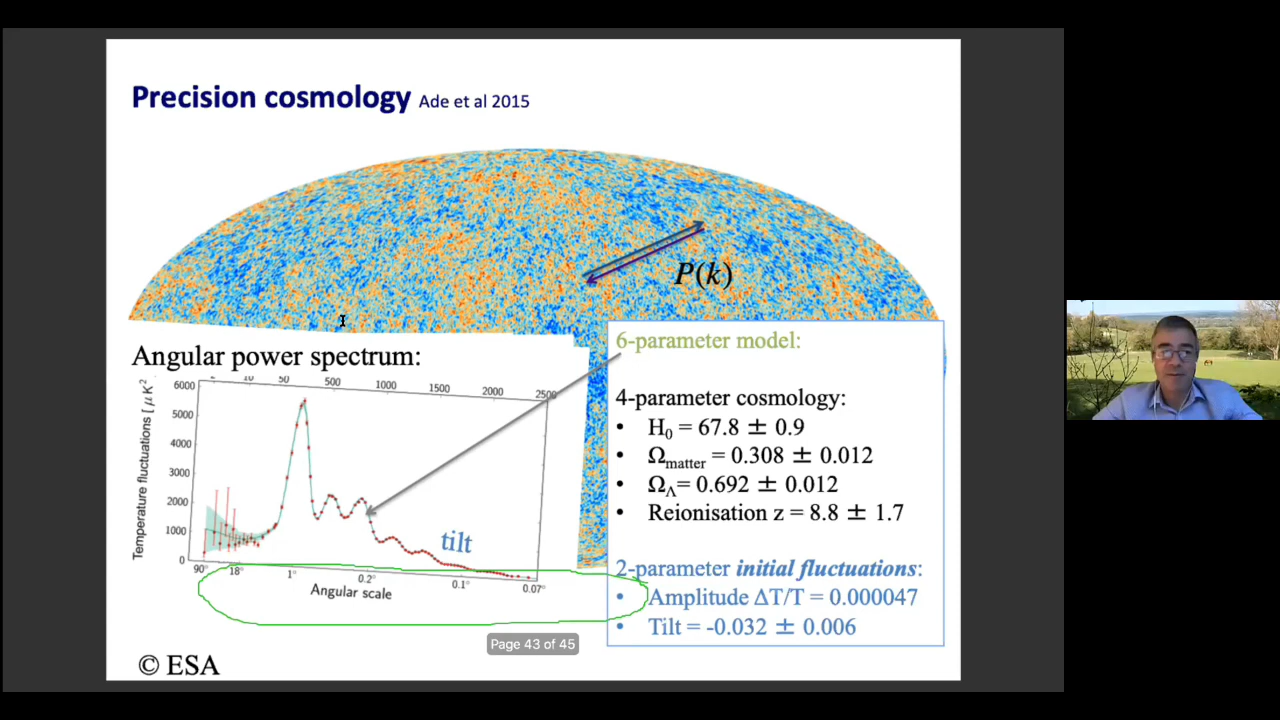 Precision cosmology Ade et al 2015
P(k)
Angular power spectrum:
50 500 1000 1500 2000 2500
Temperature fluctuations [ μ K²
6000
5000
4000
3000
2000
1000
0
90° 18° 1° 0.2° 0.1° 0.07°
Angular scale
tilt
6-parameter model:
4-parameter cosmology:
• H₀ = 67.8 ± 0.9
• Ωmatter = 0.308 ± 0.012
• ΩΛ= 0.692 ± 0.012
• Reionisation z = 8.8 ± 1.7
2-parameter initial fluctuations:
• Amplitude ΔT/T = 0.000047
• Tilt = -0.032 ± 0.006
Page 43 of 45
© ESA